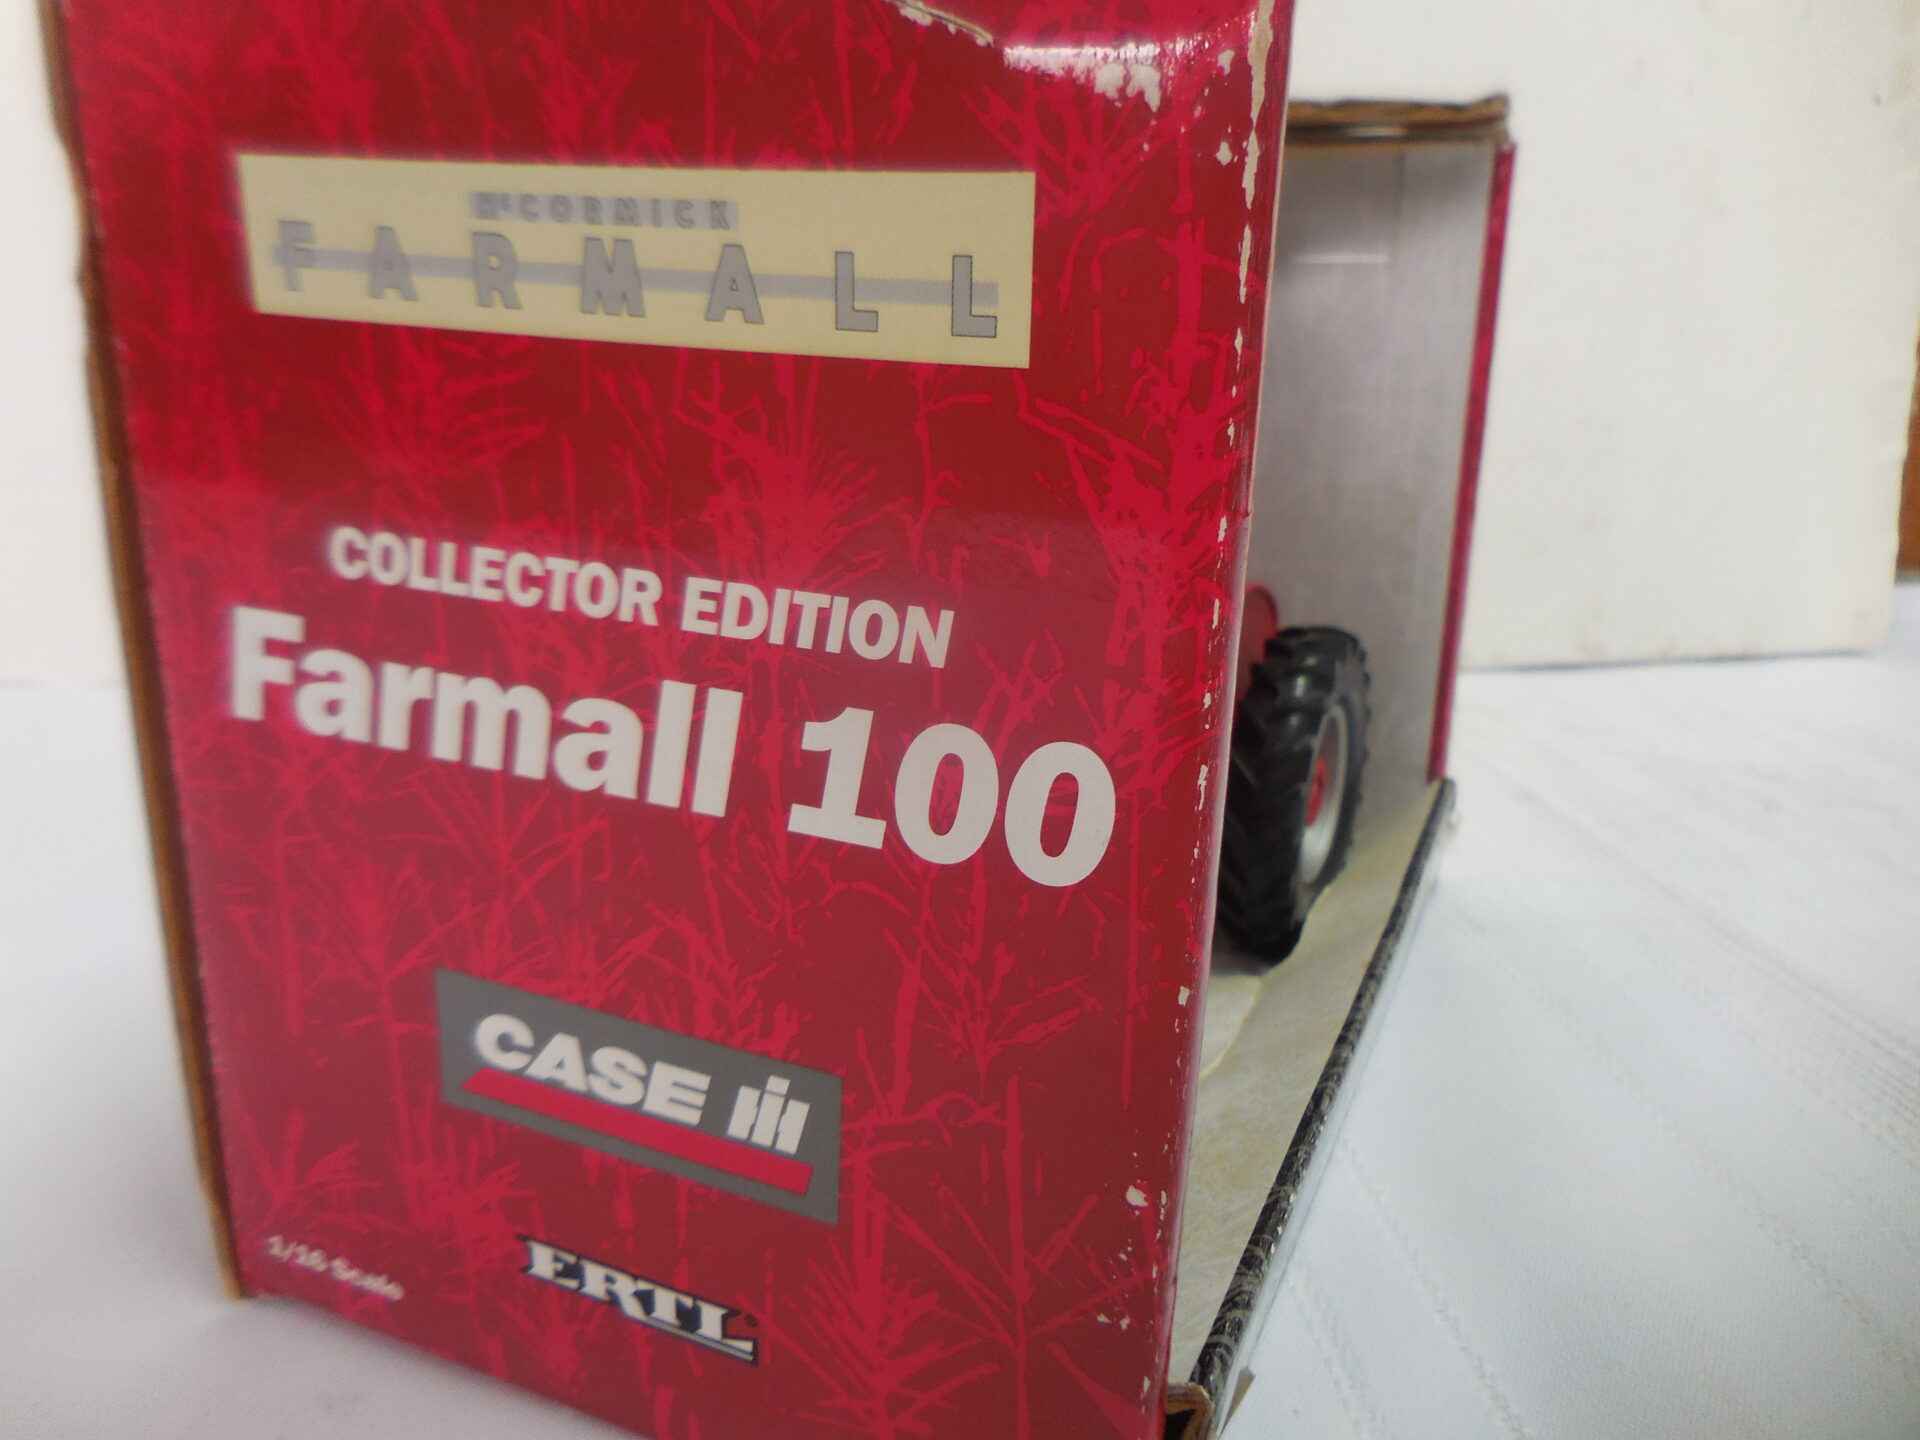 McCORMICK
FARMALL
COLLECTOR EDITION
Farmall 100
CASE IH
1/16 Scale
ERTL